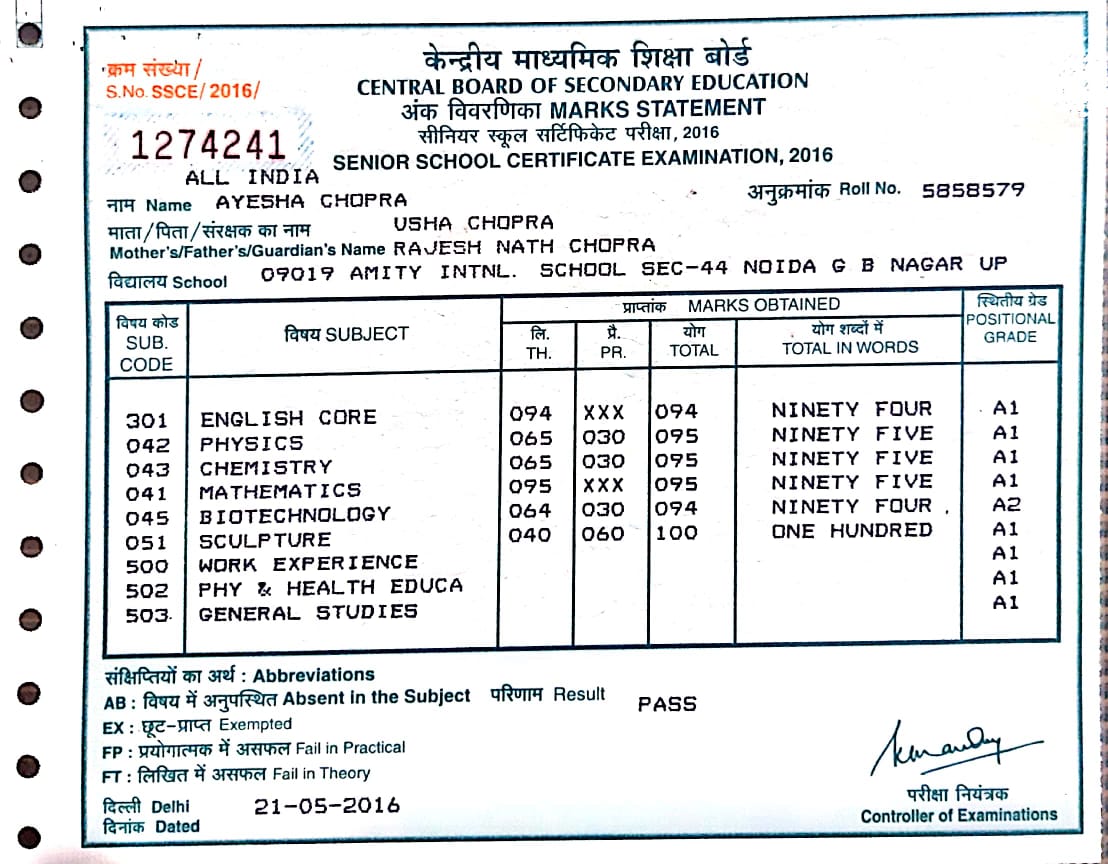 केन्द्रीय माध्यमिक शिक्षा बोर्ड
क्रम संख्या/
S.No. SSCE/2016/
CENTRAL BOARD OF SECONDARY EDUCATION
अंक विवरणिका MARKS STATEMENT
1274241
सीनियर स्कूल सर्टिफिकेट परीक्षा, 2016
SENIOR SCHOOL CERTIFICATE EXAMINATION, 2016
ALL INDIA
नाम Name AYESHA CHOPRA अनुक्रमांक Roll No. 5858579
माता/पिता/संरक्षक का नाम USHA CHOPRA
Mother's/Father's/Guardian's Name RAJESH NATH CHOPRA
विद्यालय School 09019 AMITY INTNL. SCHOOL SEC-44 NOIDA G B NAGAR UP
विषय कोड SUB. CODE विषय SUBJECT प्राप्तांक MARKS OBTAINED स्थितीय ग्रेड POSITIONAL GRADE
लि. TH. प्रै. PR. योग TOTAL योग शब्दों में TOTAL IN WORDS
301 ENGLISH CORE 094 XXX 094 NINETY FOUR A1
042 PHYSICS 065 030 095 NINETY FIVE A1
043 CHEMISTRY 065 030 095 NINETY FIVE A1
041 MATHEMATICS 095 XXX 095 NINETY FIVE A1
045 BIOTECHNOLOGY 064 030 094 NINETY FOUR A2
051 SCULPTURE 040 060 100 ONE HUNDRED A1
500 WORK EXPERIENCE A1
502 PHY & HEALTH EDUCA A1
503 GENERAL STUDIES A1
संक्षिप्तियों का अर्थ : Abbreviations
AB : विषय में अनुपस्थित Absent in the Subject परिणाम Result PASS
EX : छूट-प्राप्त Exempted
FP : प्रयोगात्मक में असफल Fail in Practical
FT : लिखित में असफल Fail in Theory
दिल्ली Delhi
दिनांक Dated 21-05-2016
परीक्षा नियंत्रक
Controller of Examinations